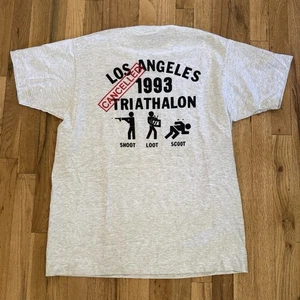 LOS ANGELES
CANCELLED
1993
TRIATHALON
SHOOT LOOT SCOOT